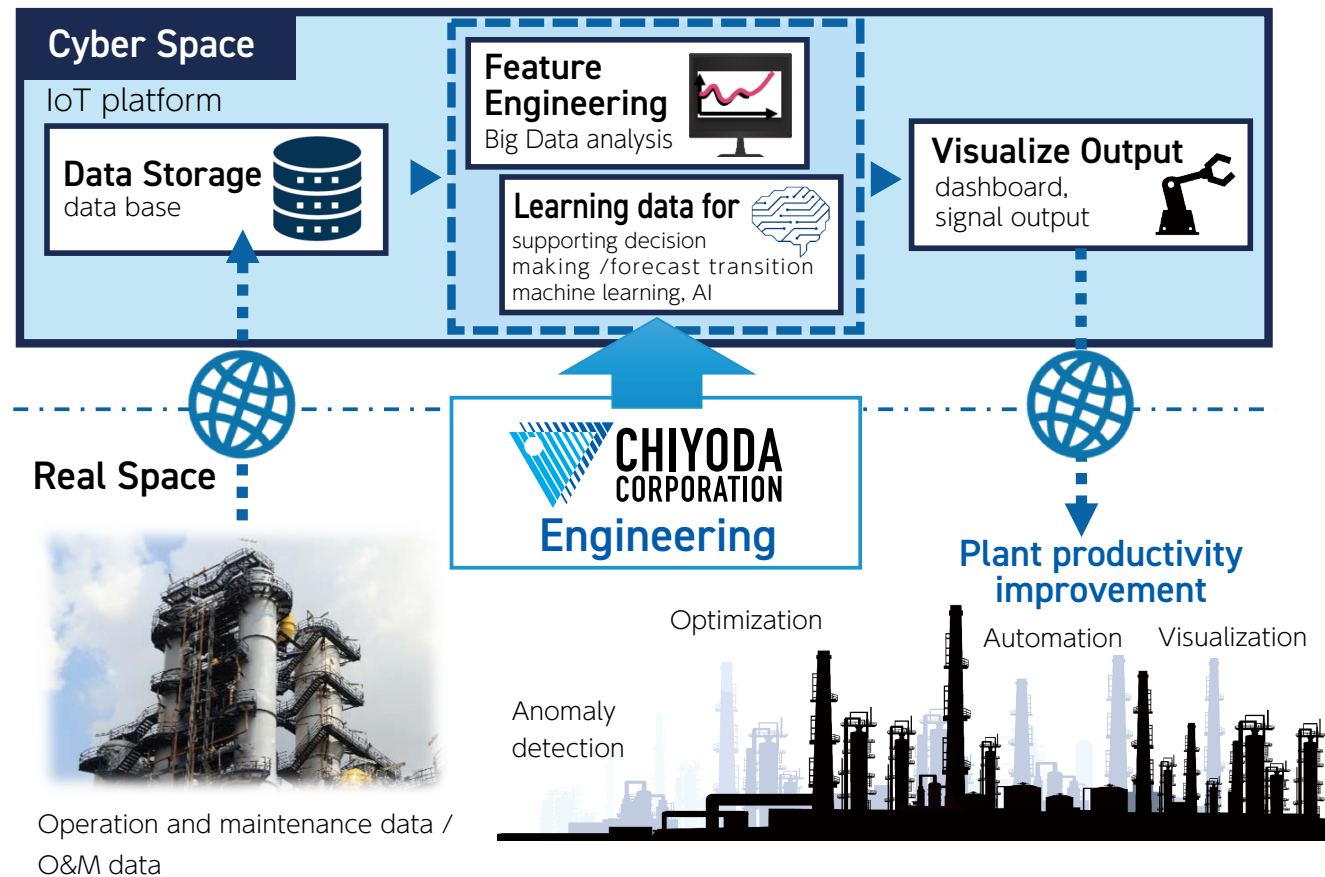 Cyber Space
IoT platform
Data Storage
data base
Feature
Engineering
Big Data analysis
Learning data for
supporting decision
making /forecast transition
machine learning, AI
Visualize Output
dashboard,
signal output
CHIYODA
CORPORATION
Engineering
Real Space
Operation and maintenance data /
O&M data
Plant productivity
improvement
Optimization
Automation
Visualization
Anomaly
detection